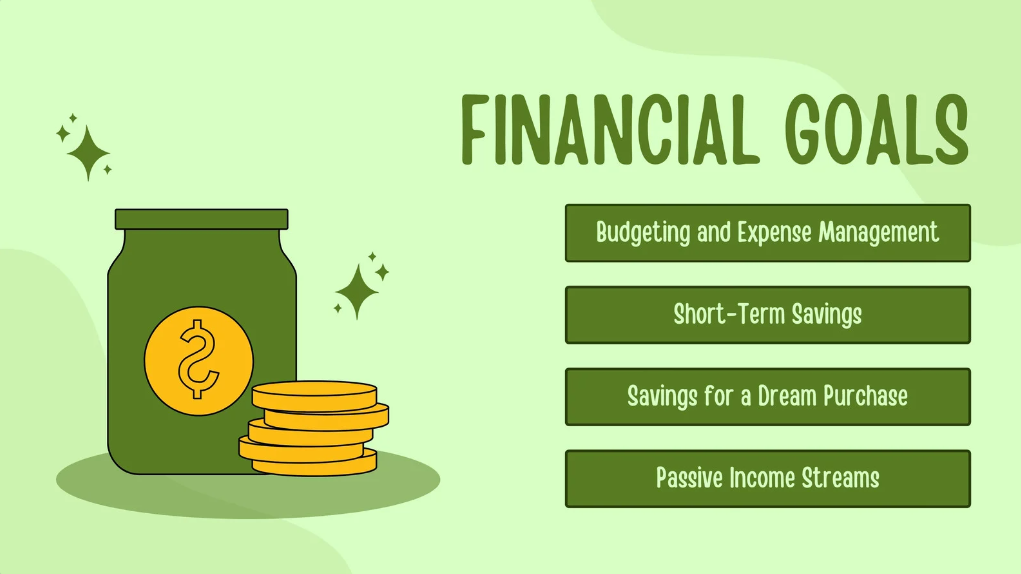 FINANCIAL GOALS
Budgeting and Expense Management
Short-Term Savings
Savings for a Dream Purchase
Passive Income Streams